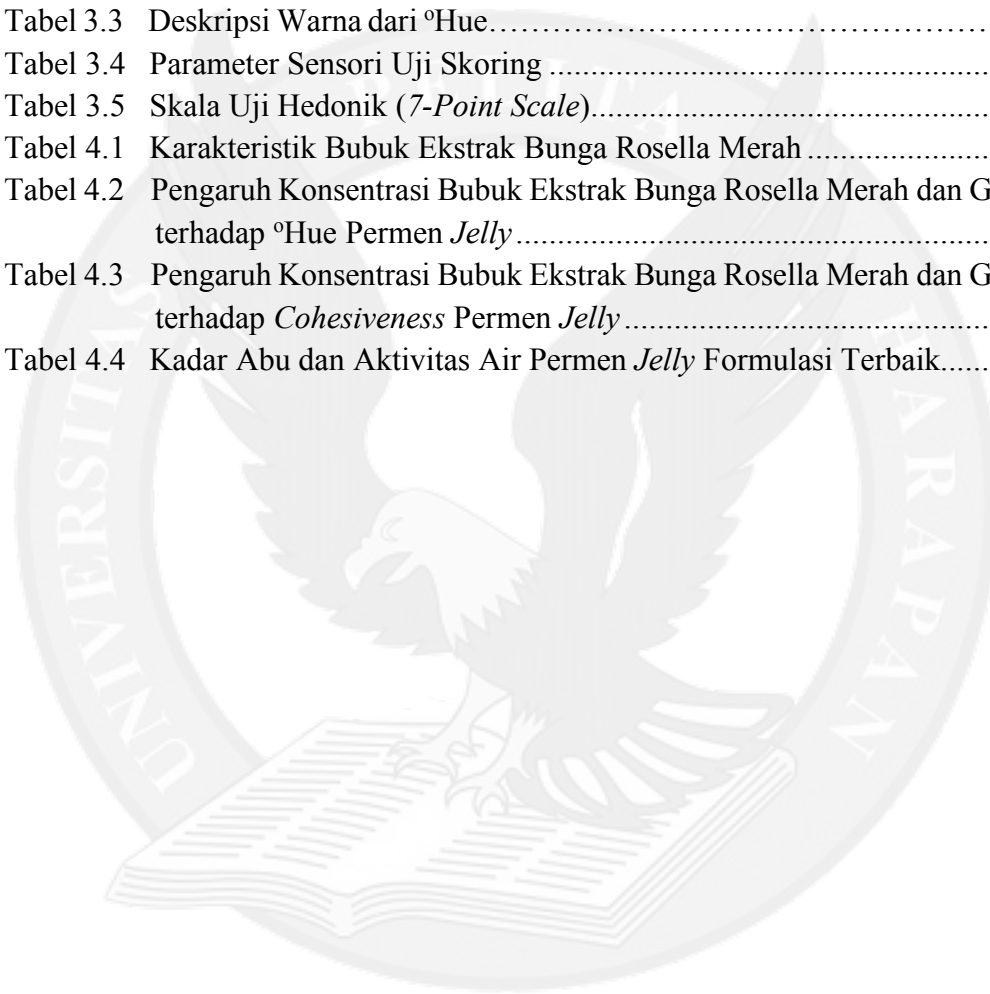 Tabel 3.3 Deskripsi Warna dari ᵒHue……………………………………………
Tabel 3.4 Parameter Sensori Uji Skoring ..............................................................
Tabel 3.5 Skala Uji Hedonik (7-Point Scale)........................................................
Tabel 4.1 Karakteristik Bubuk Ekstrak Bunga Rosella Merah ..........................
Tabel 4.2 Pengaruh Konsentrasi Bubuk Ekstrak Bunga Rosella Merah dan G
terhadap ᵒHue Permen Jelly ...................................................................
Tabel 4.3 Pengaruh Konsentrasi Bubuk Ekstrak Bunga Rosella Merah dan G
terhadap Cohesiveness Permen Jelly ...............................................
Tabel 4.4 Kadar Abu dan Aktivitas Air Permen Jelly Formulasi Terbaik......
UNIVERSITAS PELITA HARAPAN